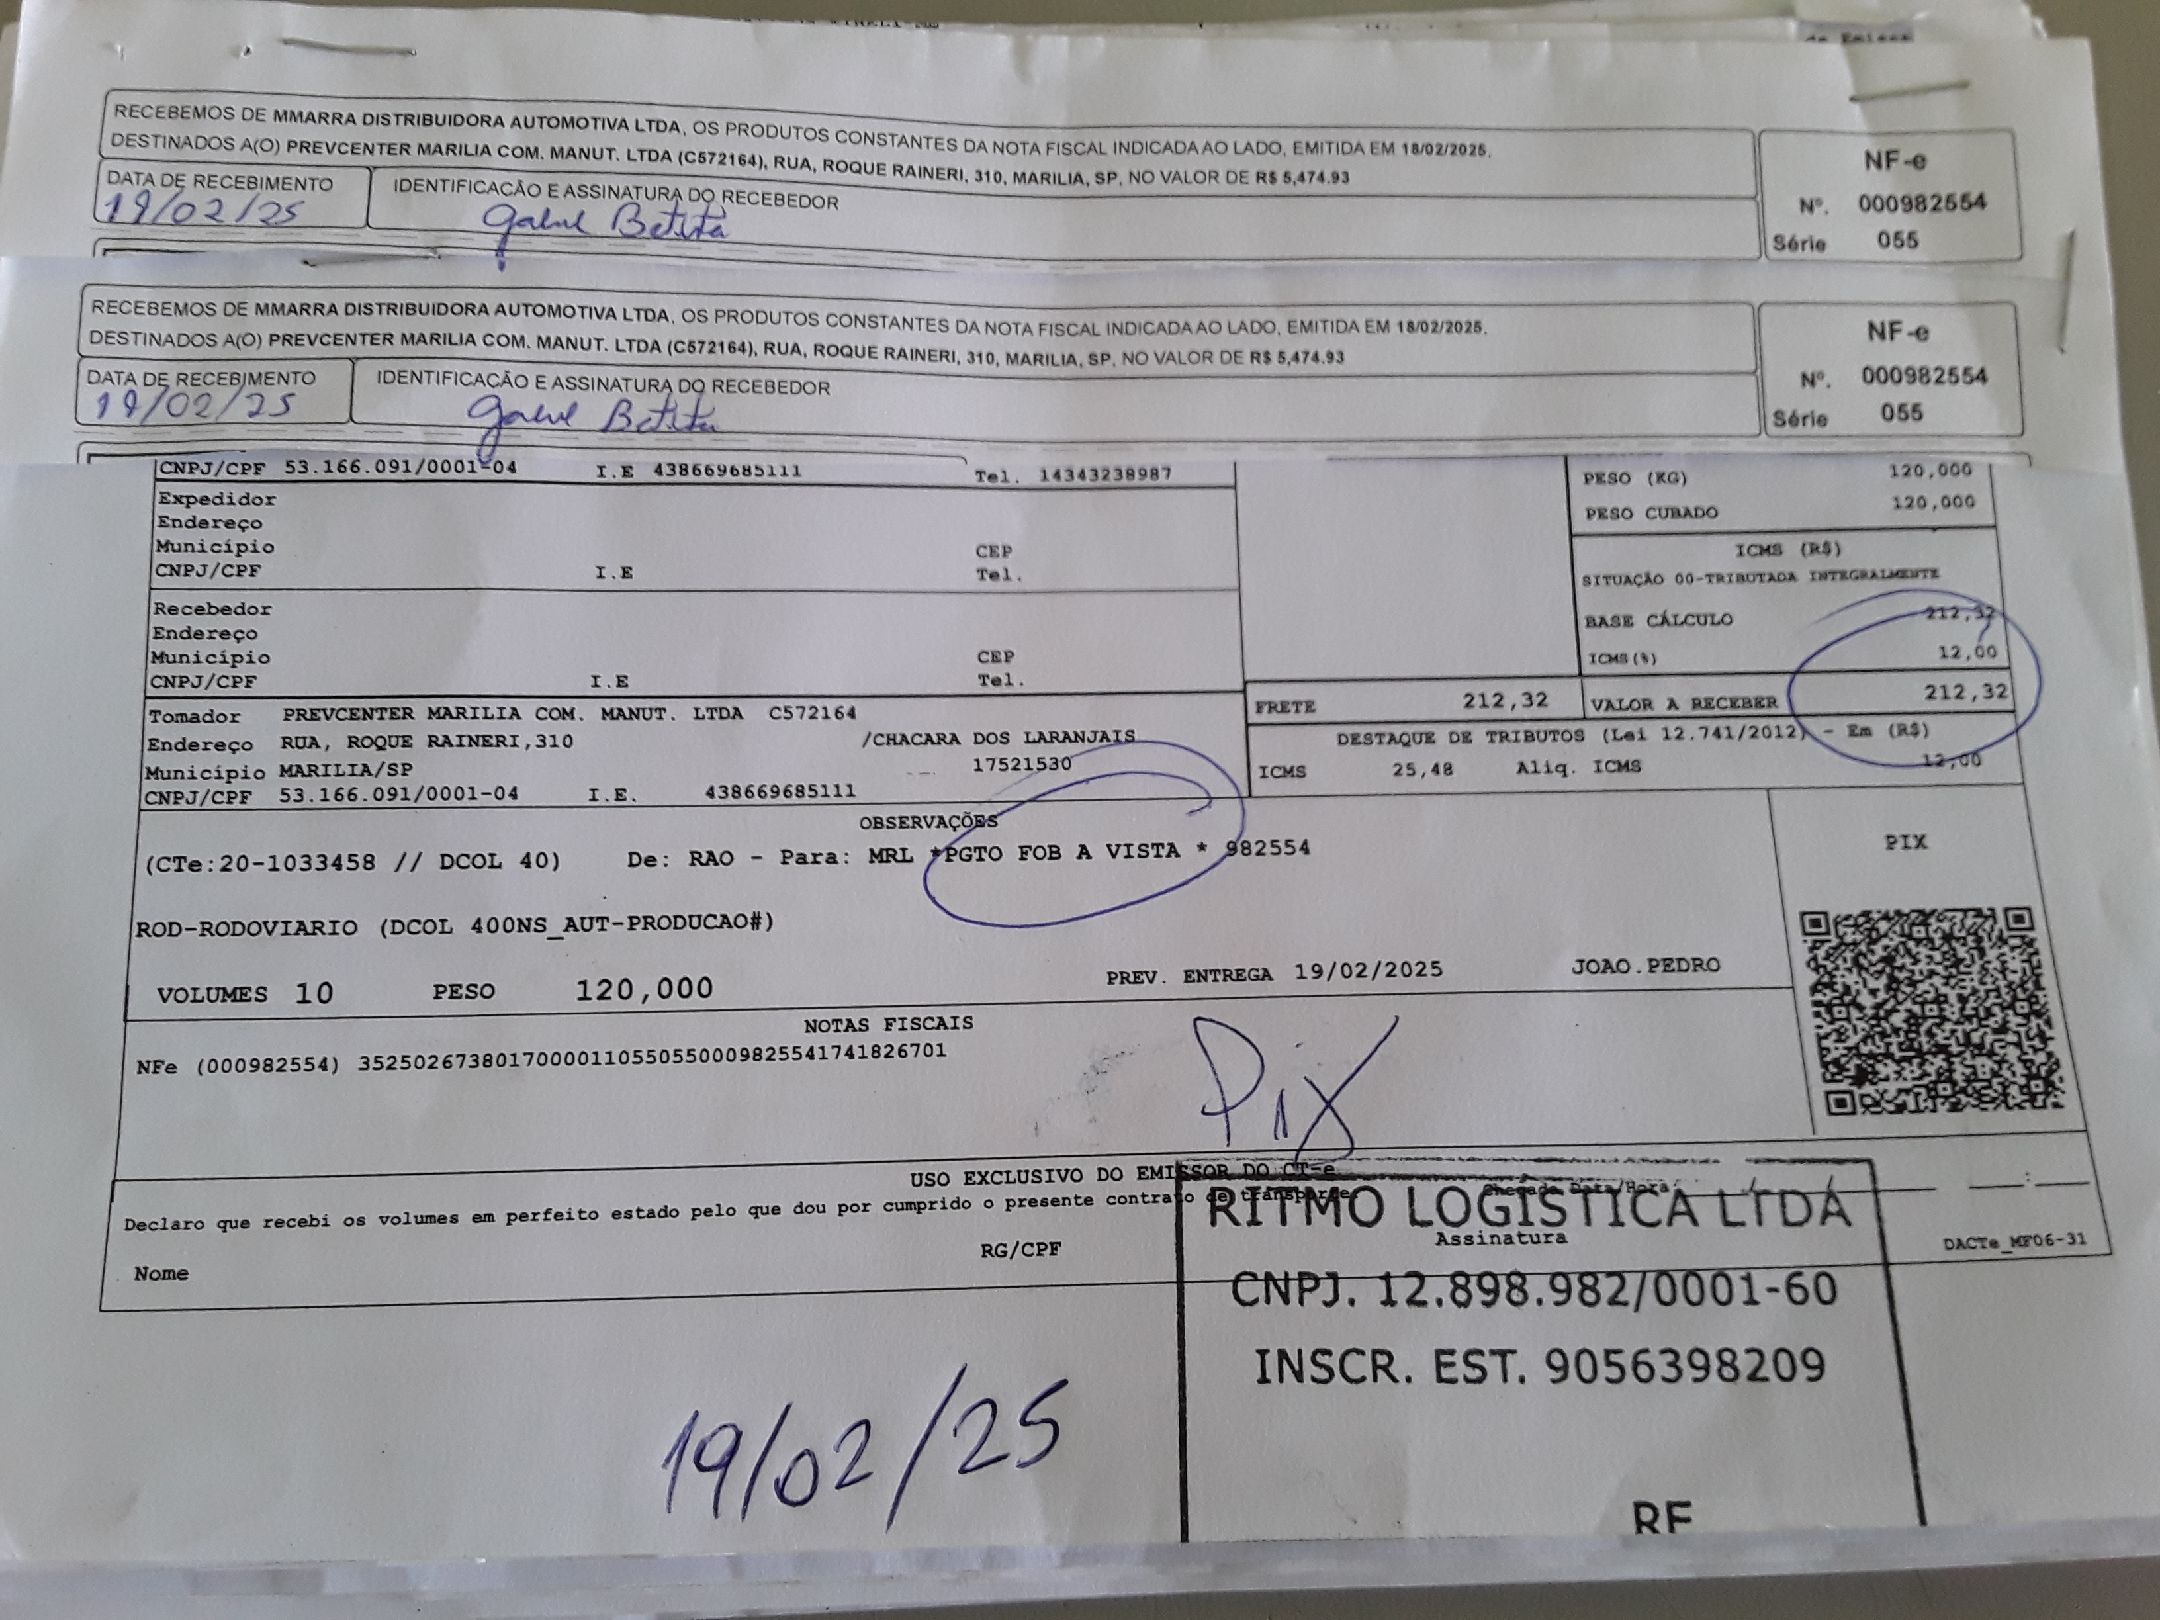 RECEBEMOS DE MMARRA DISTRIBUIDORA AUTOMOTIVA LTDA, OS PRODUTOS CONSTANTES DA NOTA FISCAL INDICADA AO LADO, EMITIDA EM 18/02/2025.
DESTINADOS A(O) PREVCENTER MARILIA COM. MANUT. LTDA (C572164), RUA, ROQUE RAINERI, 310, MARILIA, SP, NO VALOR DE R$ 5,474.93
NF-e
Nº. 000982554
Série 055
DATA DE RECEBIMENTO IDENTIFICAÇÃO E ASSINATURA DO RECEBEDOR
19/02/25
RECEBEMOS DE MMARRA DISTRIBUIDORA AUTOMOTIVA LTDA, OS PRODUTOS CONSTANTES DA NOTA FISCAL INDICADA AO LADO, EMITIDA EM 18/02/2025.
DESTINADOS A(O) PREVCENTER MARILIA COM. MANUT. LTDA (C572164), RUA, ROQUE RAINERI, 310, MARILIA, SP, NO VALOR DE R$ 5,474.93
NF-e
Nº. 000982554
Série 055
DATA DE RECEBIMENTO IDENTIFICAÇÃO E ASSINATURA DO RECEBEDOR
19/02/25
CNPJ/CPF 53.166.091/0001-04 I.E 438669685111 Tel. 14343238987
Expedidor
Endereço
Município CEP
CNPJ/CPF I.E Tel.
Recebedor
Endereço
Município CEP
CNPJ/CPF I.E Tel.
PESO (KG) 120,000
PESO CUBADO 120,000
ICMS (R$)
SITUAÇÃO 00-TRIBUTADA INTEGRALMENTE
BASE CÁLCULO 212,32
ICMS(%) 12,00
FRETE 212,32 VALOR A RECEBER 212,32
DESTAQUE DE TRIBUTOS (Lei 12.741/2012) - Em (R$)
ICMS 25,48 Aliq. ICMS 12,00
Tomador PREVCENTER MARILIA COM. MANUT. LTDA C572164
Endereço RUA, ROQUE RAINERI,310 /CHACARA DOS LARANJAIS
Município MARILIA/SP 17521530
CNPJ/CPF 53.166.091/0001-04 I.E. 438669685111
OBSERVAÇÕES
(CTe:20-1033458 // DCOL 40) De: RAO - Para: MRL *PGTO FOB A VISTA * 982554
PIX
ROD-RODOVIARIO (DCOL 400NS_AUT-PRODUCAO#)
VOLUMES 10 PESO 120,000 PREV. ENTREGA 19/02/2025 JOAO.PEDRO
NOTAS FISCAIS
NFe (000982554) 35250267380170000110550550009825541741826701
Pix
USO EXCLUSIVO DO EMISSOR DO CT-e
Declaro que recebi os volumes em perfeito estado pelo que dou por cumprido o presente contrato de transporte
Chegada Data/Hora
Nome RG/CPF Assinatura
DACTe_MF06-31
RITMO LOGISTICA LTDA
CNPJ. 12.898.982/0001-60
INSCR. EST. 9056398209
19/02/25